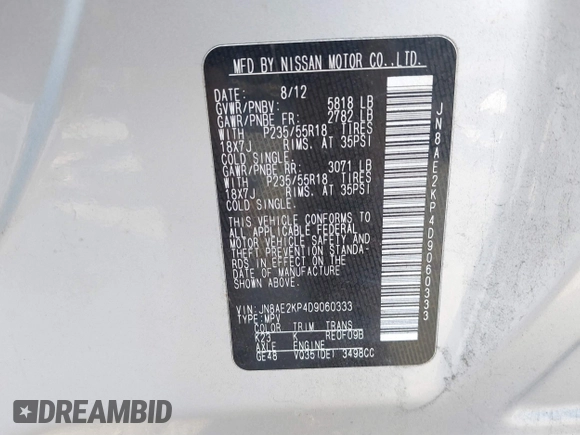 MFD BY NISSAN MOTOR CO.,LTD.
DATE: 8/12
GVWR/PNBV: 5818 LB
GAWR/PNBE FR: 2782 LB
WITH P235/55R18 TIRES
18X7J RIMS. AT 35PSI
COLD SINGLE.
GAWR/PNBE RR: 3071 LB
WITH P235/55R18 TIRES
18X7J RIMS. AT 35PSI
COLD SINGLE.
THIS VEHICLE CONFORMS TO
ALL APPLICABLE FEDERAL
MOTOR VEHICLE SAFETY AND
THEFT PREVENTION STANDA-
RDS IN EFFECT ON THE
DATE OF MANUFACTURE
SHOWN ABOVE.
VIN:JN8AE2KP4D9060333
TYPE:MPV
COLOR TRIM TRANS
K23 K RE0F09B
AXLE ENGINE
GE48 VQ35(DE) 3498CC
JN8AE2KP4D9060333
DREAMBID